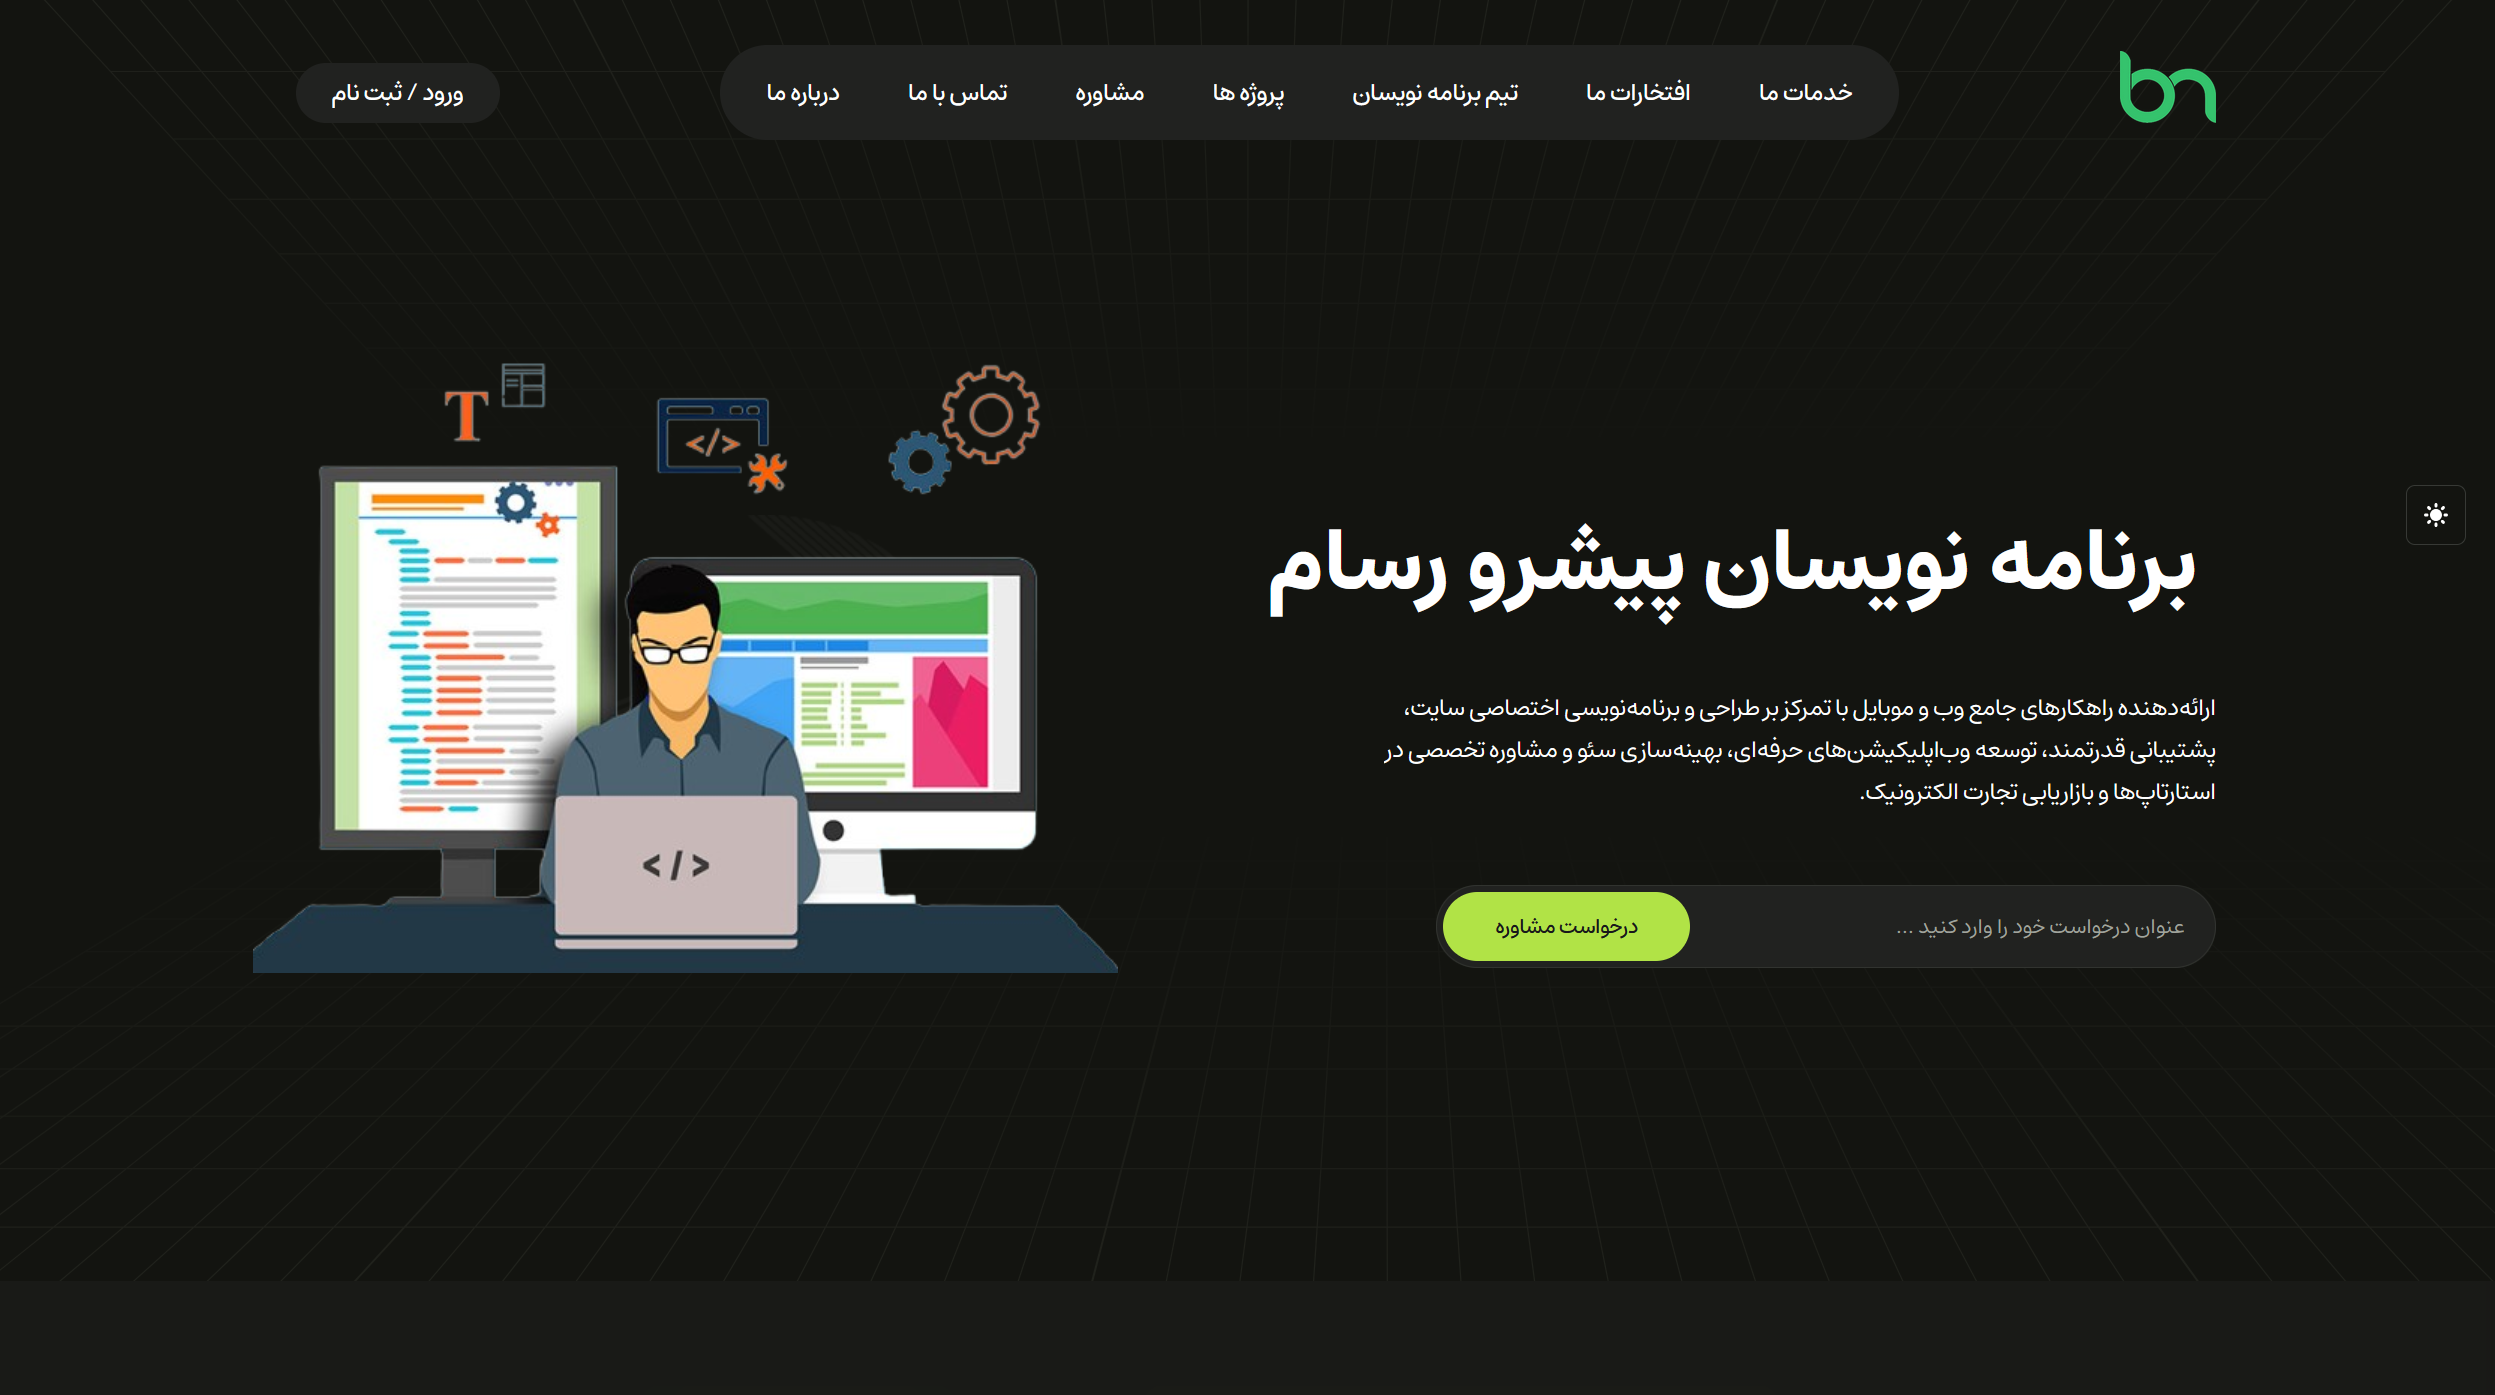 bn
خدمات ما
افتخارات ما
تیم برنامه نویسان
پروژه ها
مشاوره
تماس با ما
درباره ما
ورود / ثبت نام
T
</>
برنامه نویسان پیشرو رسام
ارائه‌دهنده راهکارهای جامع وب و موبایل با تمرکز بر طراحی و برنامه‌نویسی اختصاصی سایت،
پشتیبانی قدرتمند، توسعه وب‌اپلیکیشن‌های حرفه‌ای، بهینه‌سازی سئو و مشاوره تخصصی در
استارتاپ‌ها و بازاریابی تجارت الکترونیک.
</>
عنوان درخواست خود را وارد کنید ...
درخواست مشاوره